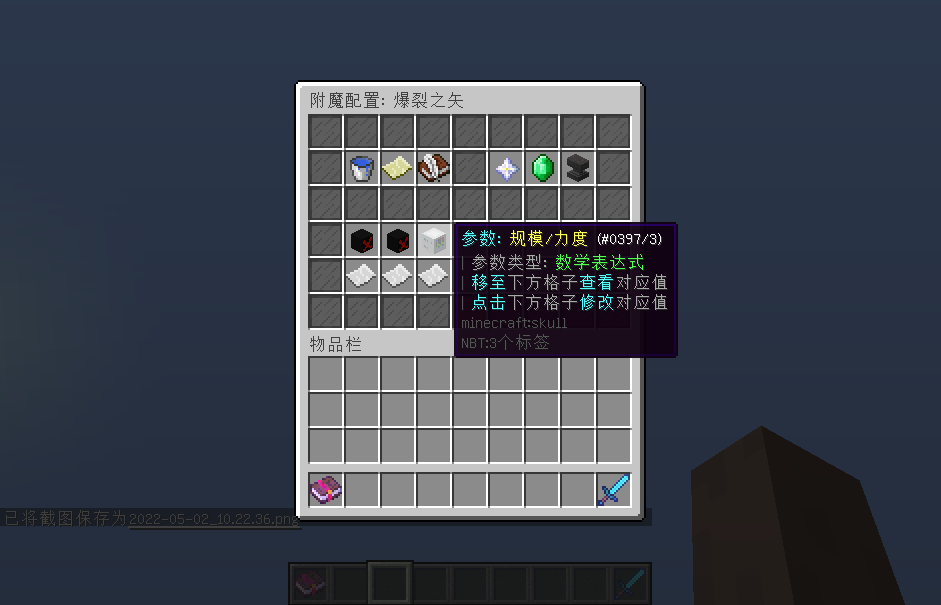 附魔配置: 爆裂之矢
参数: 规模/力度 (#0397/3)
| 参数类型: 数学表达式
| 移至下方格子查看对应值
| 点击下方格子修改对应值
minecraft:skull
NBT:3个标签
物品栏
已将截图保存为2022-05-02_10.22.36.png